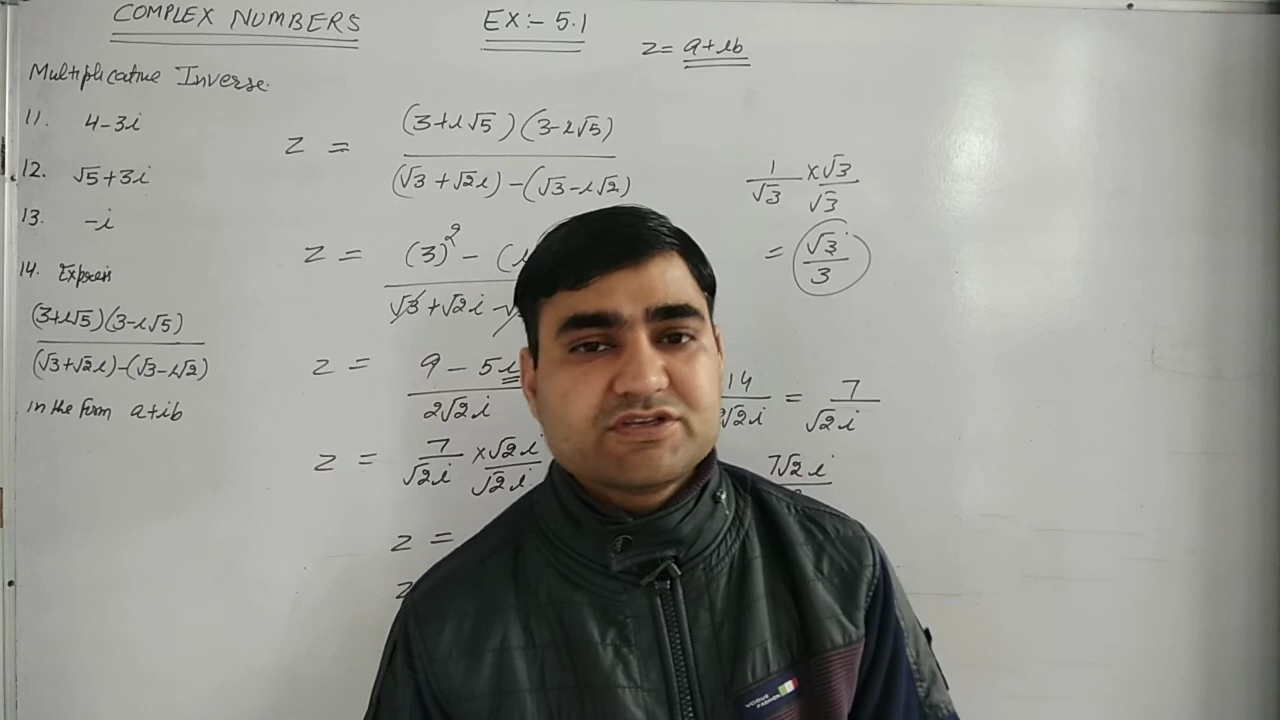 COMPLEX NUMBERS
EX:- 5.1
z = a+ib
Multiplicative Inverse.
11. 4-3i
12. √5+3i
13. -i
14. Express
(3+i√5)(3-i√5)
(√3+√2i)-(√3-i√2)
in the form a+ib
z = (3+i√5)(3-i√5)
(√3+√2i)-(√3-i√2)
z = (3)² - (i
√3+√2i-√
z = 9-5i
2√2i
14
2√2i
= 7
√2i
z = 7 × √2i
√2i √2i
7√2i
z =
z
1 × √3
√3 √3
= √3
3
VOGUE
FASHION